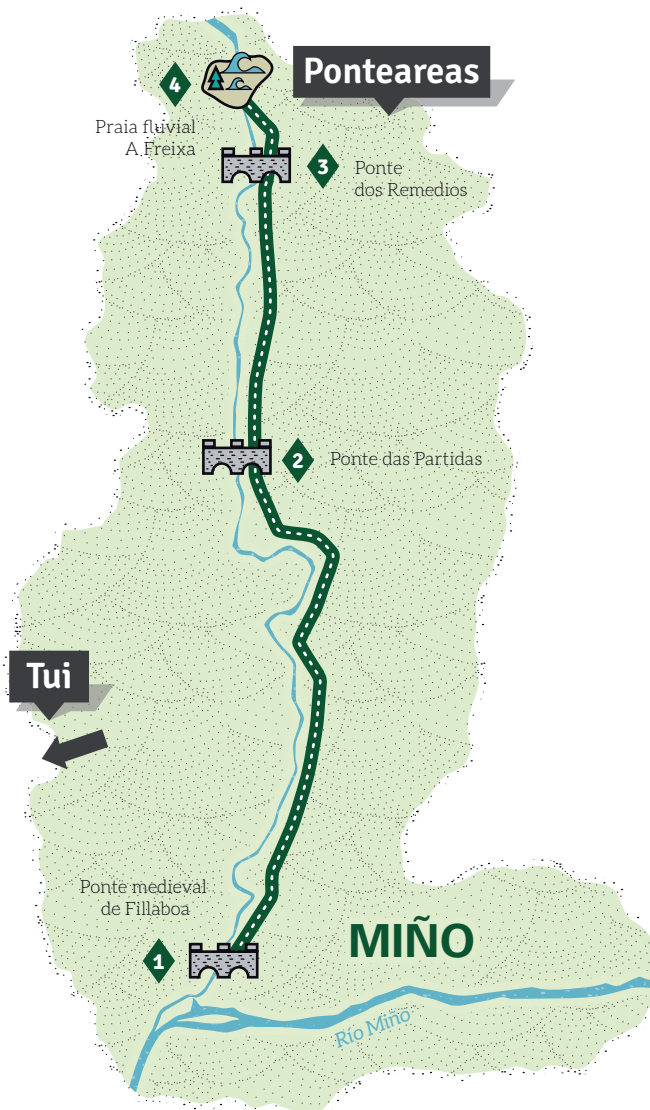 Ponteareas
4
Praia fluvial
A Freixa
3
Ponte
dos Remedios
2
Ponte das Partidas
Tui
Ponte medieval
de Fillaboa
1
MIÑO
Río Miño